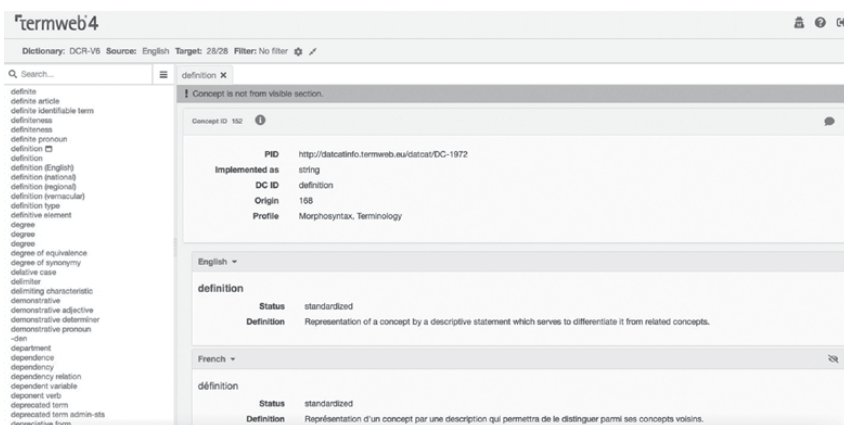 termweb 4
Dictionary: DCR-V6 Source: English Target: 28/28 Filter: No filter
Search...
definite
definite article
definite identifiable term
definiteness
definiteness
definite pronoun
definition
definition
definition (English)
definition (national)
definition (regional)
definition (vernacular)
definition type
definitive element
degree
degree
degree
degree of equivalence
degree of synonymy
delative case
delimiter
delimiting characteristic
demonstrative
demonstrative adjective
demonstrative determiner
demonstrative pronoun
-den
department
dependence
dependency
dependency relation
dependent variable
deponent verb
deprecated term
deprecated term admin-sts
depreciative form
definition ×
! Concept is not from visible section.
Concept ID 152
PID http://datcatinfo.termweb.eu/datcat/DC-1972
Implemented as string
DC ID definition
Origin 168
Profile Morphosyntax, Terminology
English
definition
Status standardized
Definition Representation of a concept by a descriptive statement which serves to differentiate it from related concepts.
French
définition
Status standardized
Definition Représentation d'un concept par une description qui permettra de le distinguer parmi ses concepts voisins.